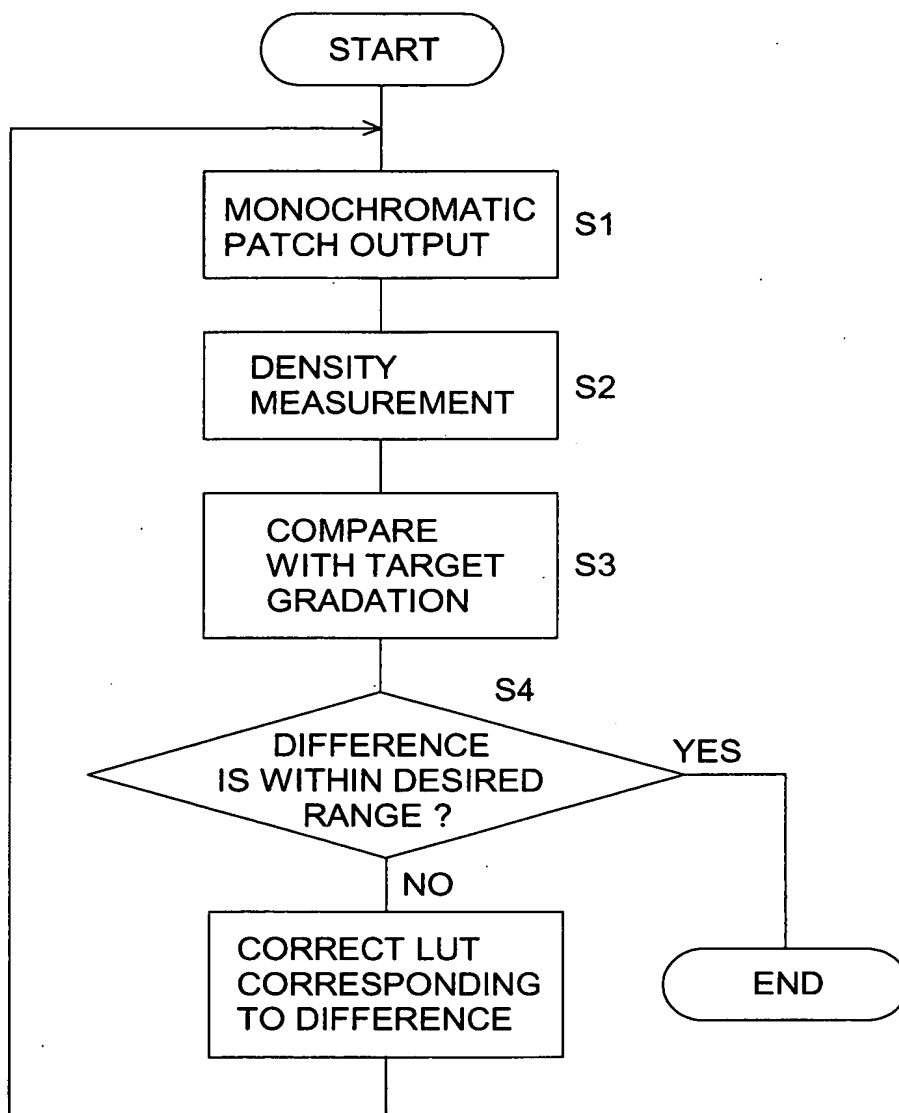 START
MONOCHROMATIC
PATCH OUTPUT
S1
DENSITY
MEASUREMENT
S2
COMPARE
WITH TARGET
GRADATION
S3
S4
DIFFERENCE
IS WITHIN DESIRED
RANGE ?
YES
NO
CORRECT LUT
CORRESPONDING
TO DIFFERENCE
END